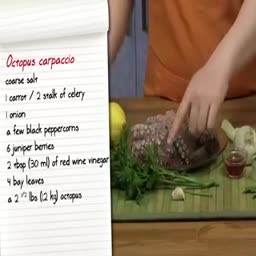 Octopus carpaccio
coarse salt
1 carrot / 2 stalk of celery
1 onion
a few black peppercorns
6 juniper berries
2 tbsp (30 ml) of red wine vinegar
4 bay leaves
a 2 1/2 lbs (1,2 kg) octopus